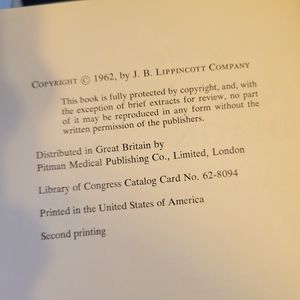 COPYRIGHT © 1962, BY J. B. LIPPINCOTT COMPANY
This book is fully protected by copyright, and, with
the exception of brief extracts for review, no part
of it may be reproduced in any form without the
written permission of the publishers.
Distributed in Great Britain by
Pitman Medical Publishing Co., Limited, London
Library of Congress Catalog Card No. 62-8094
Printed in the United States of America
Second printing